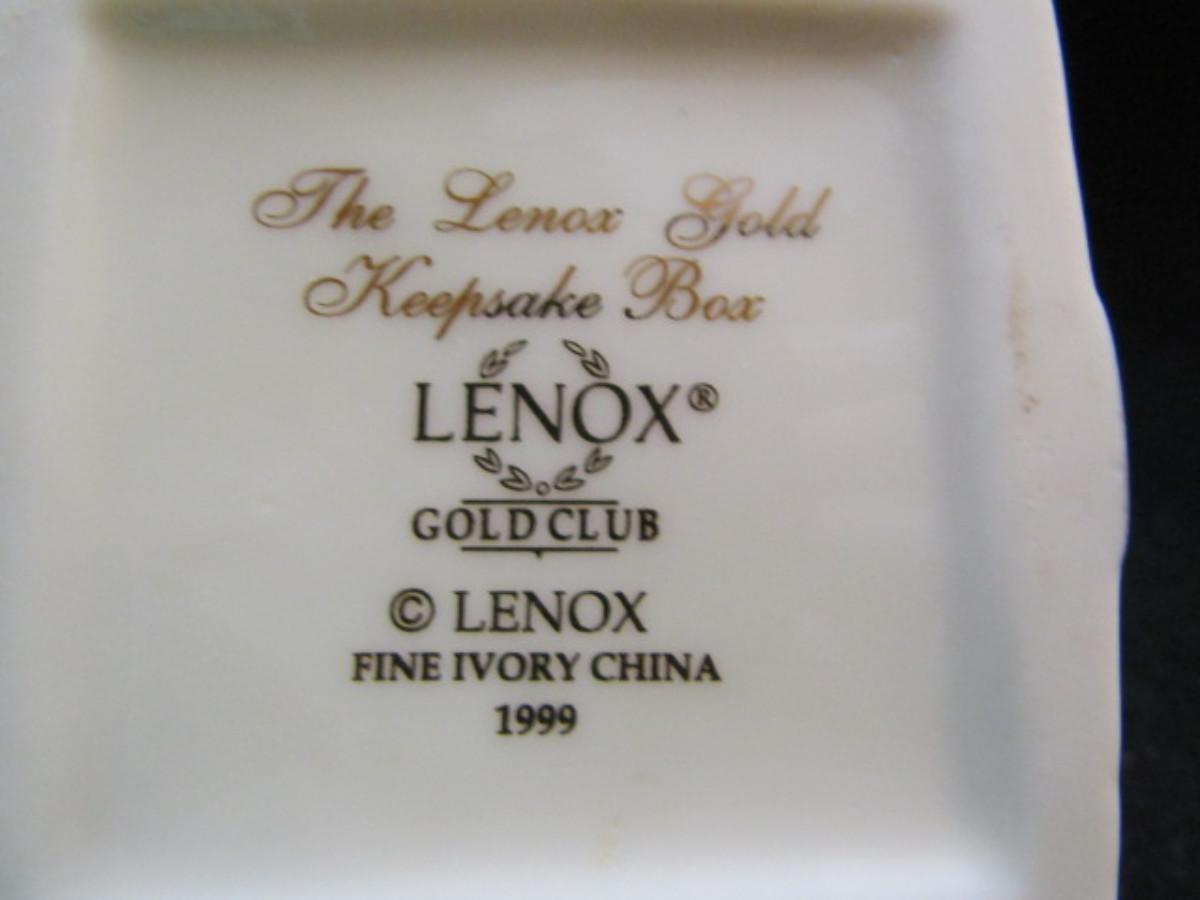 The Lenox Gold
Keepsake Box
LENOX®
GOLD CLUB
© LENOX
FINE IVORY CHINA
1999